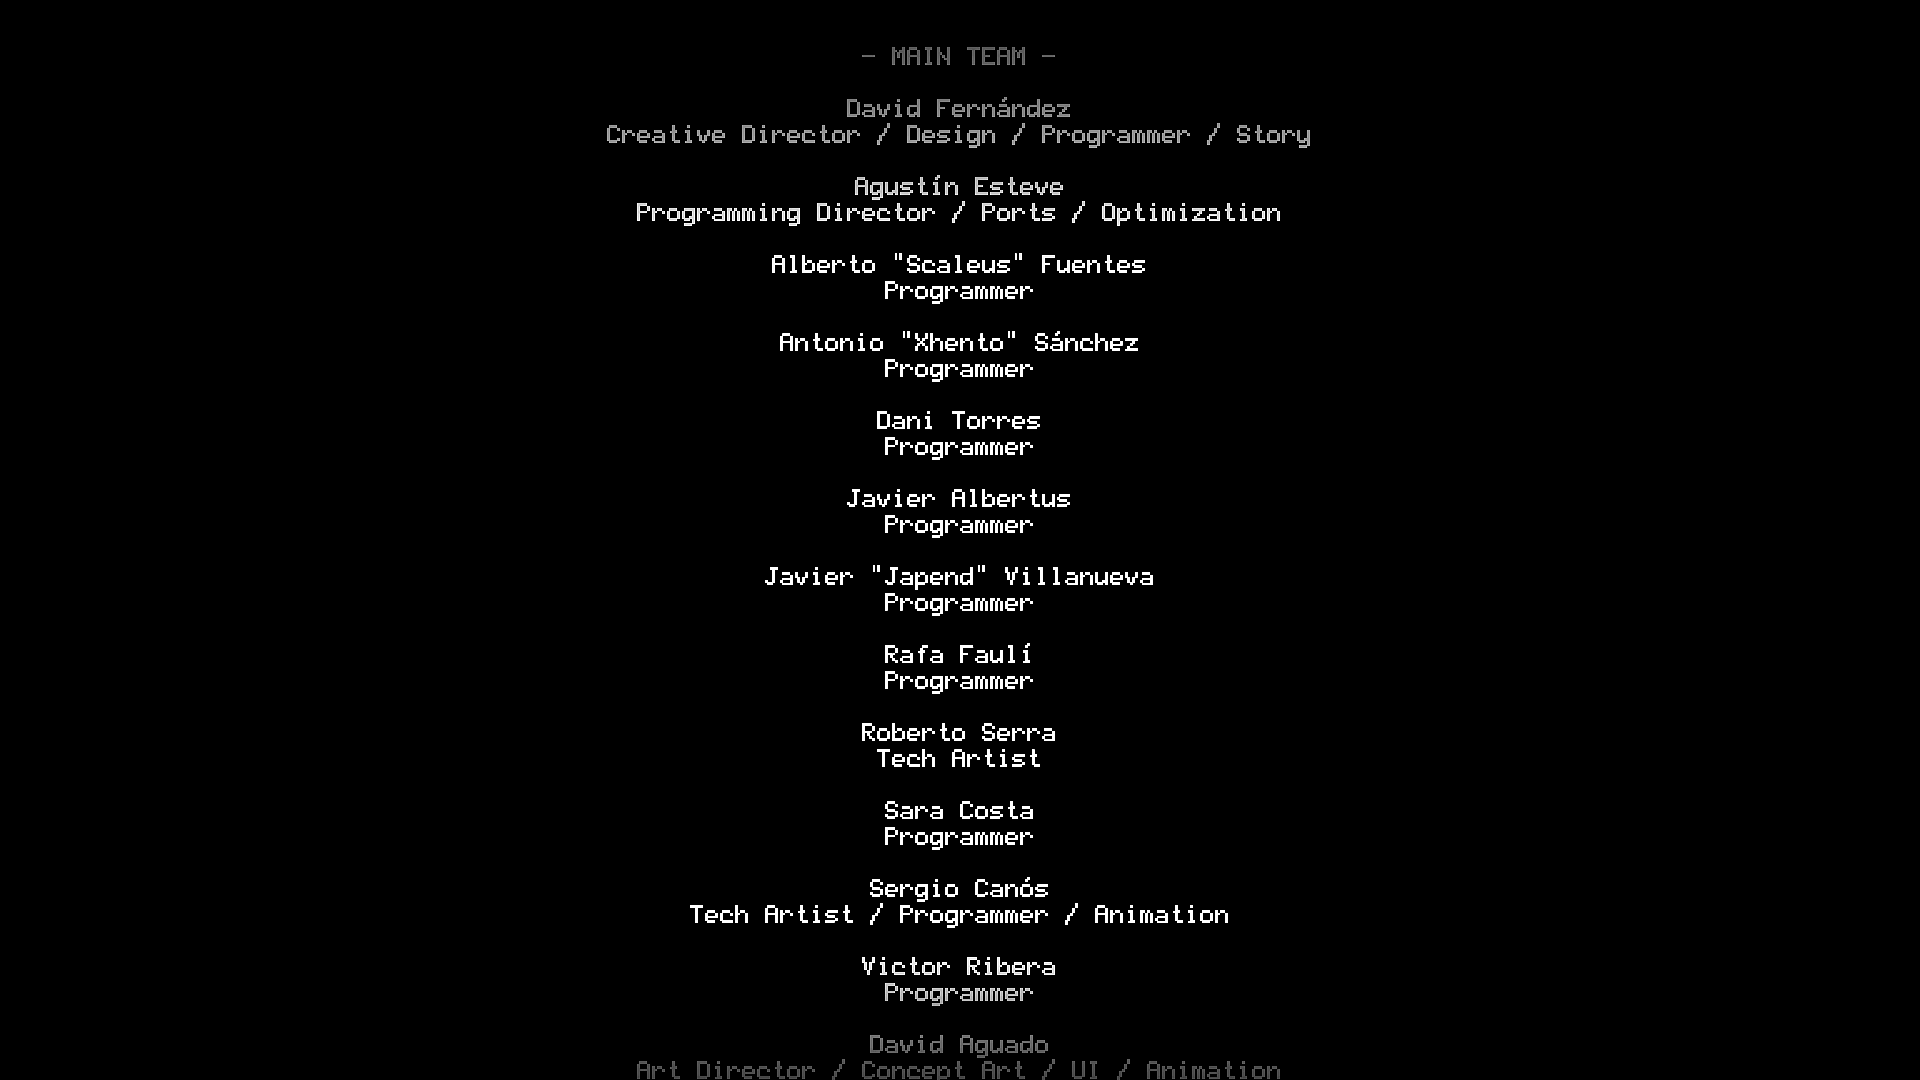 - MAIN TEAM -
David Fernández
Creative Director / Design / Programmer / Story
Agustín Esteve
Programming Director / Ports / Optimization
Alberto "Scaleus" Fuentes
Programmer
Antonio "Xhento" Sánchez
Programmer
Dani Torres
Programmer
Javier Albertus
Programmer
Javier "Japend" Villanueva
Programmer
Rafa Faulí
Programmer
Roberto Serra
Tech Artist
Sara Costa
Programmer
Sergio Canós
Tech Artist / Programmer / Animation
Victor Ribera
Programmer
David Aguado
Art Director / Concept Art / UI / Animation